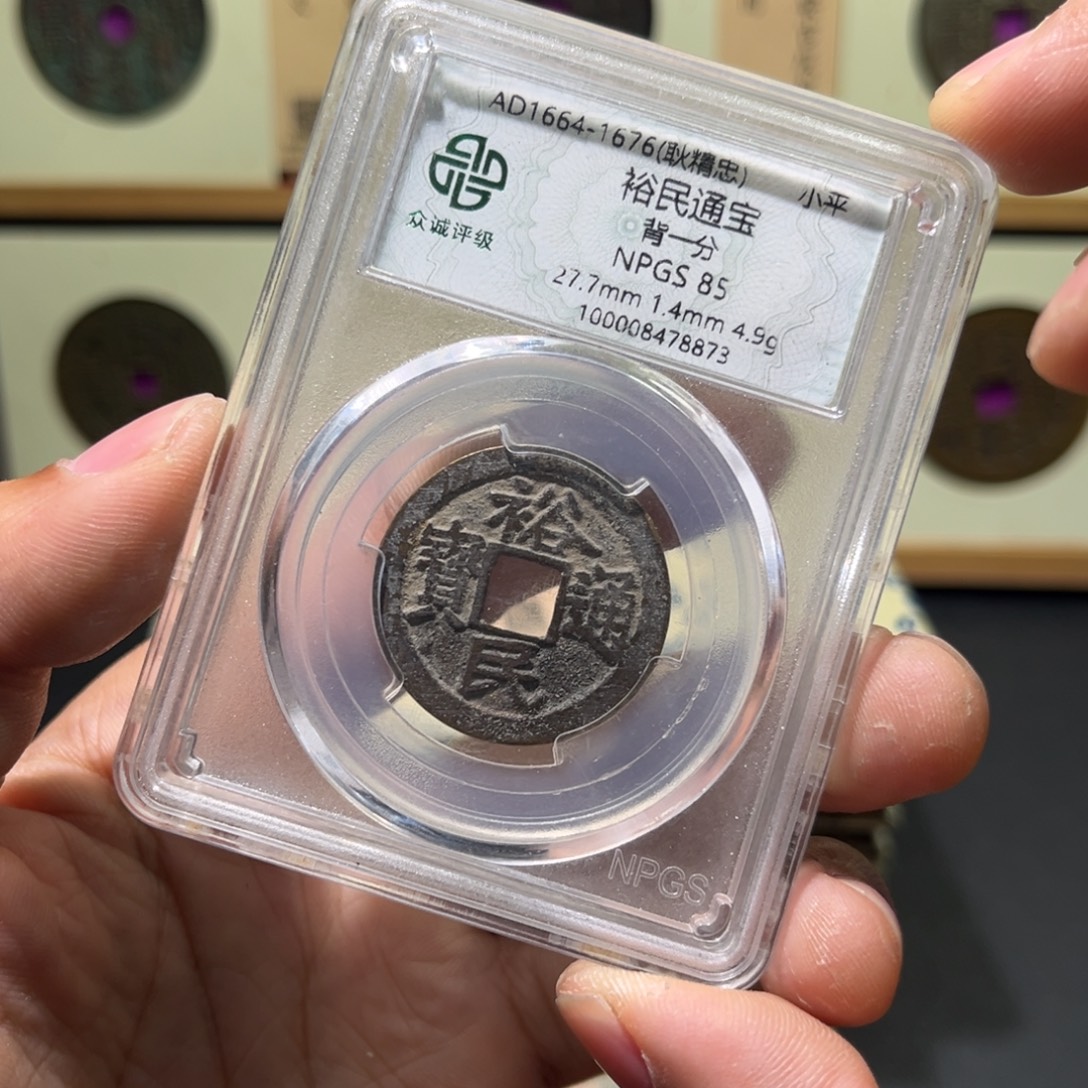 AD1664-1676(耿精忠) 小平
众诚评级
裕民通宝
背一分
NPGS 85
27.7mm 1.4mm 4.9g
100008478873
裕
寳 通
民
NPGS